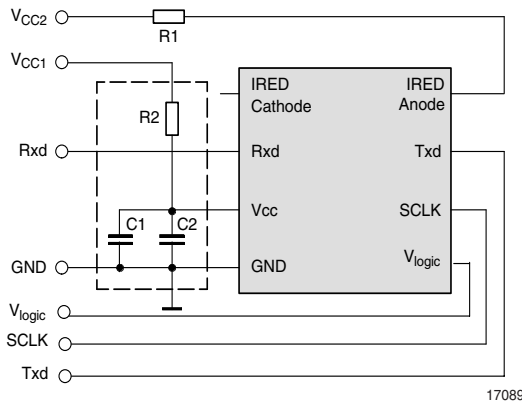 VCC2
R1
VCC1
IRED
Cathode
IRED
Anode
R2
Rxd
Rxd
Txd
Vcc
SCLK
C1
C2
GND
GND
Vlogic
Vlogic
SCLK
Txd
17089